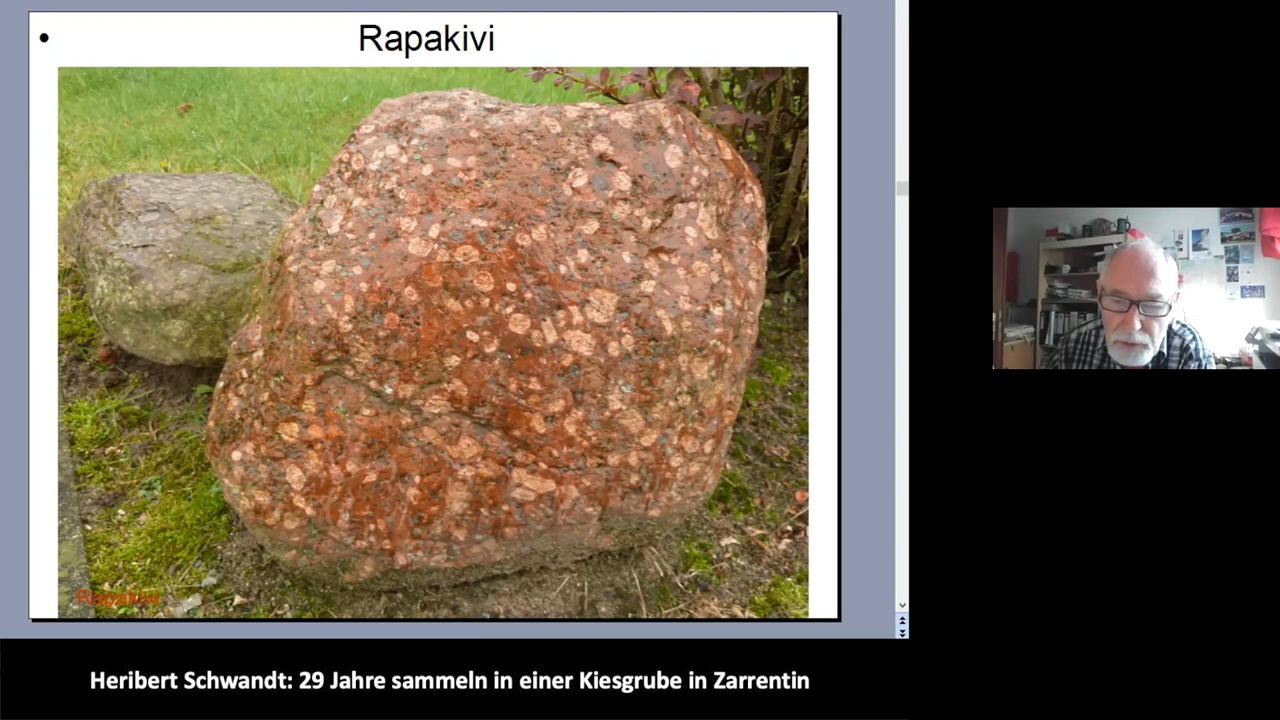 • Rapakivi
Rapakivi
Heribert Schwandt: 29 Jahre sammeln in einer Kiesgrube in Zarrentin